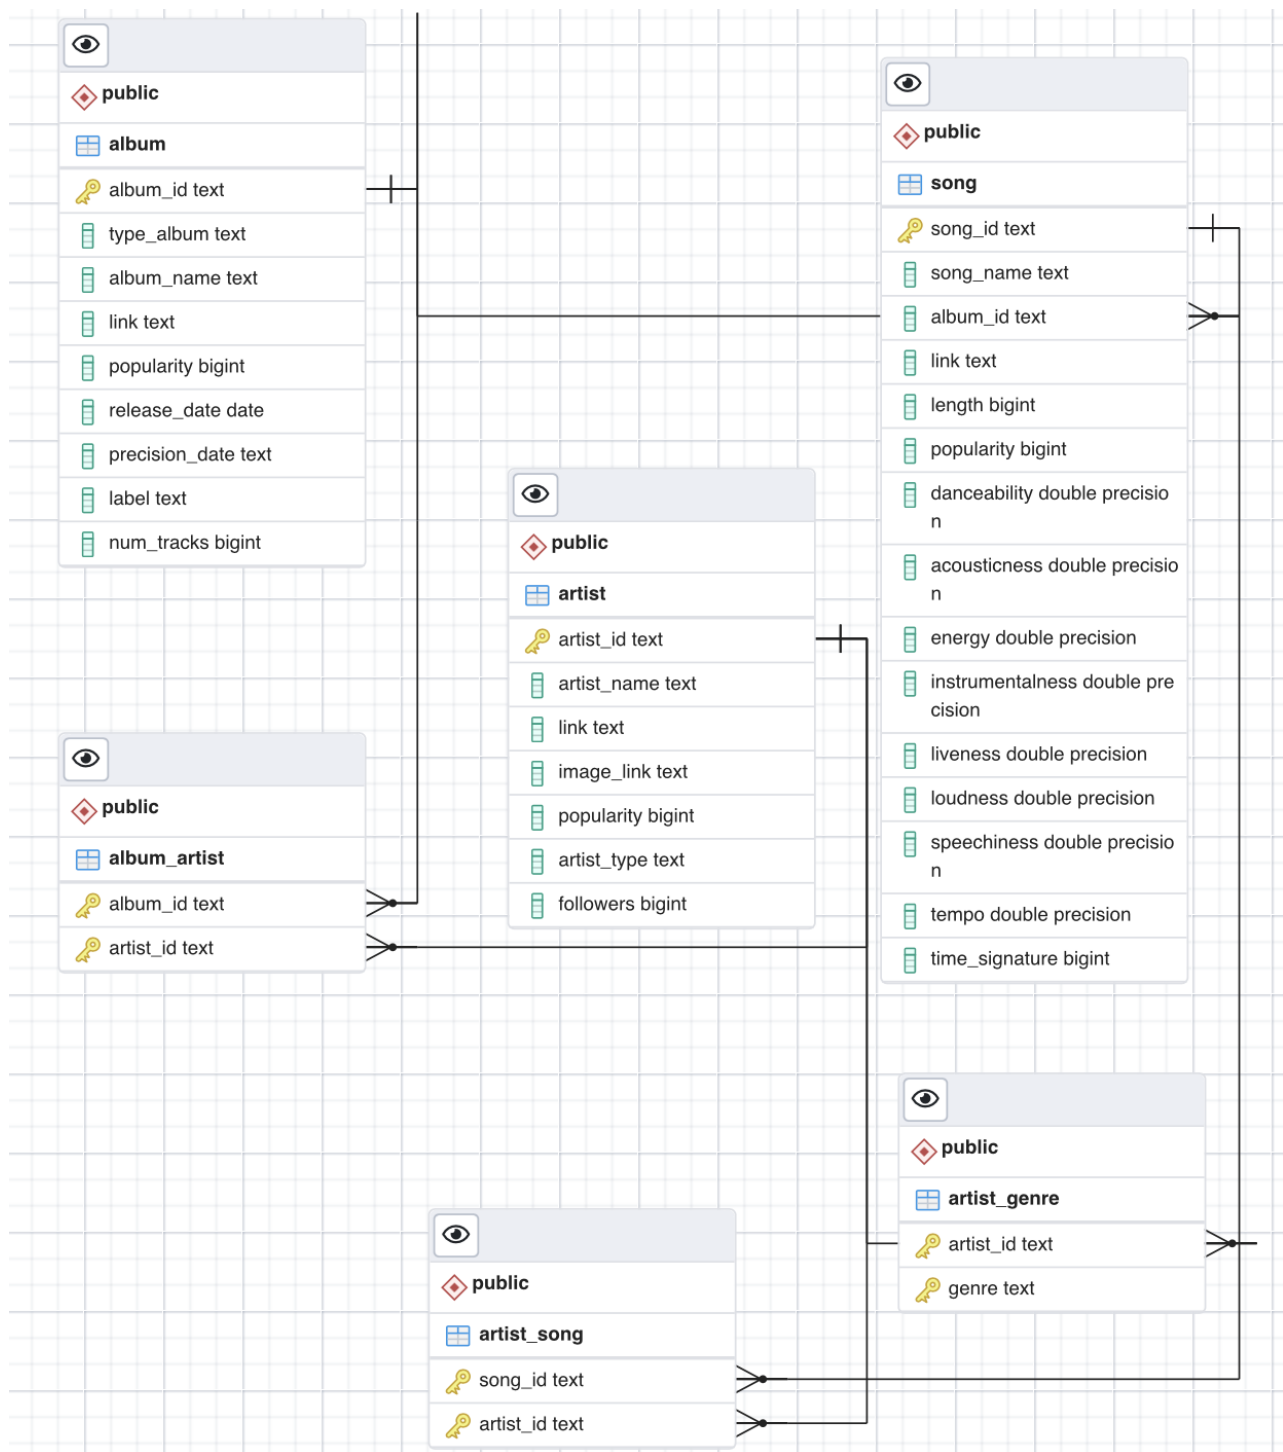 public
album
album_id text
type_album text
album_name text
link text
popularity bigint
release_date date
precision_date text
label text
num_tracks bigint
public
song
song_id text
song_name text
album_id text
link text
length bigint
popularity bigint
danceability double precisio
n
acousticness double precisio
n
energy double precision
instrumentalness double pre
cision
liveness double precision
loudness double precision
speechiness double precisio
n
tempo double precision
time_signature bigint
public
artist
artist_id text
artist_name text
link text
image_link text
popularity bigint
artist_type text
followers bigint
public
album_artist
album_id text
artist_id text
public
artist_genre
artist_id text
genre text
public
artist_song
song_id text
artist_id text